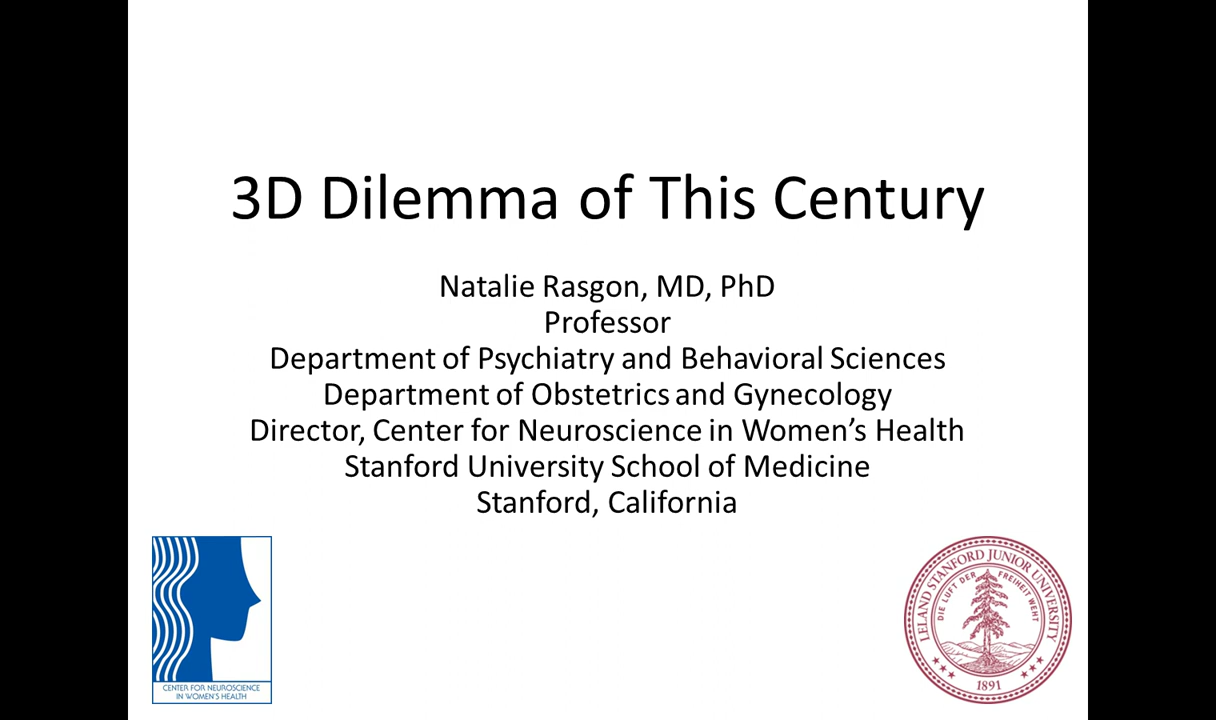 3D Dilemma of This Century
Natalie Rasgon, MD, PhD
Professor
Department of Psychiatry and Behavioral Sciences
Department of Obstetrics and Gynecology
Director, Center for Neuroscience in Women’s Health
Stanford University School of Medicine
Stanford, California
CENTER FOR NEUROSCIENCE
IN WOMEN'S HEALTH
LELAND STANFORD JUNIOR UNIVERSITY
DIE LUFT DER FREIHEIT WEHT
1891